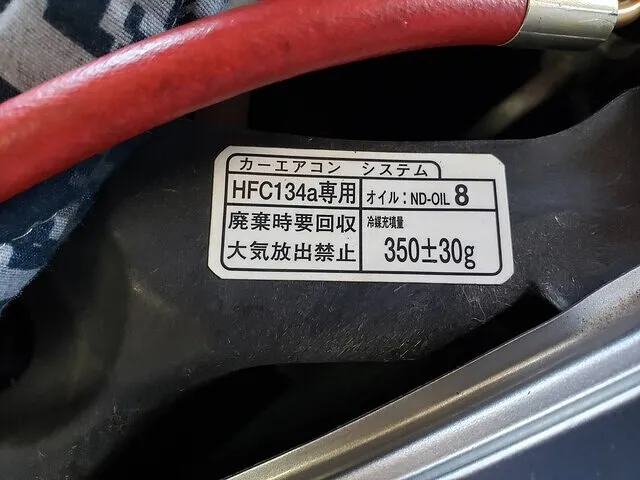 カーエアコン システム
HFC134a専用
オイル：ND-OIL 8
廃棄時要回収
大気放出禁止
冷媒充填量
350±30g